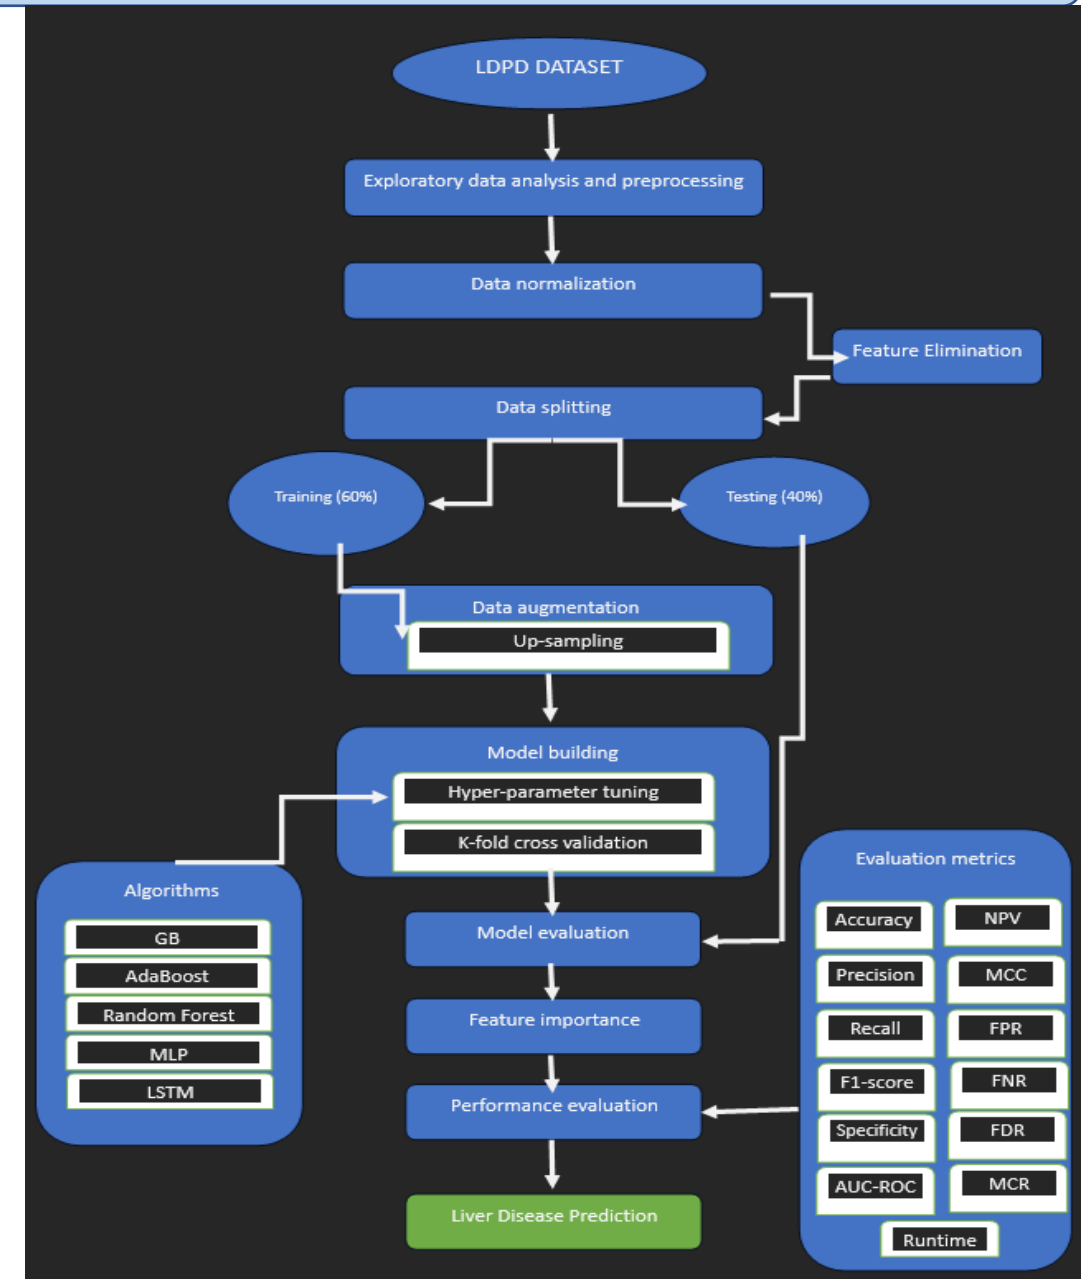 LDPD DATASET
Exploratory data analysis and preprocessing
Data normalization
Feature Elimination
Data splitting
Training (60%)
Testing (40%)
Data augmentation
Up-sampling
Model building
Hyper-parameter tuning
K-fold cross validation
Algorithms
GB
AdaBoost
Random Forest
MLP
LSTM
Model evaluation
Feature importance
Performance evaluation
Liver Disease Prediction
Evaluation metrics
Accuracy
NPV
Precision
MCC
Recall
FPR
F1-score
FNR
Specificity
FDR
AUC-ROC
MCR
Runtime